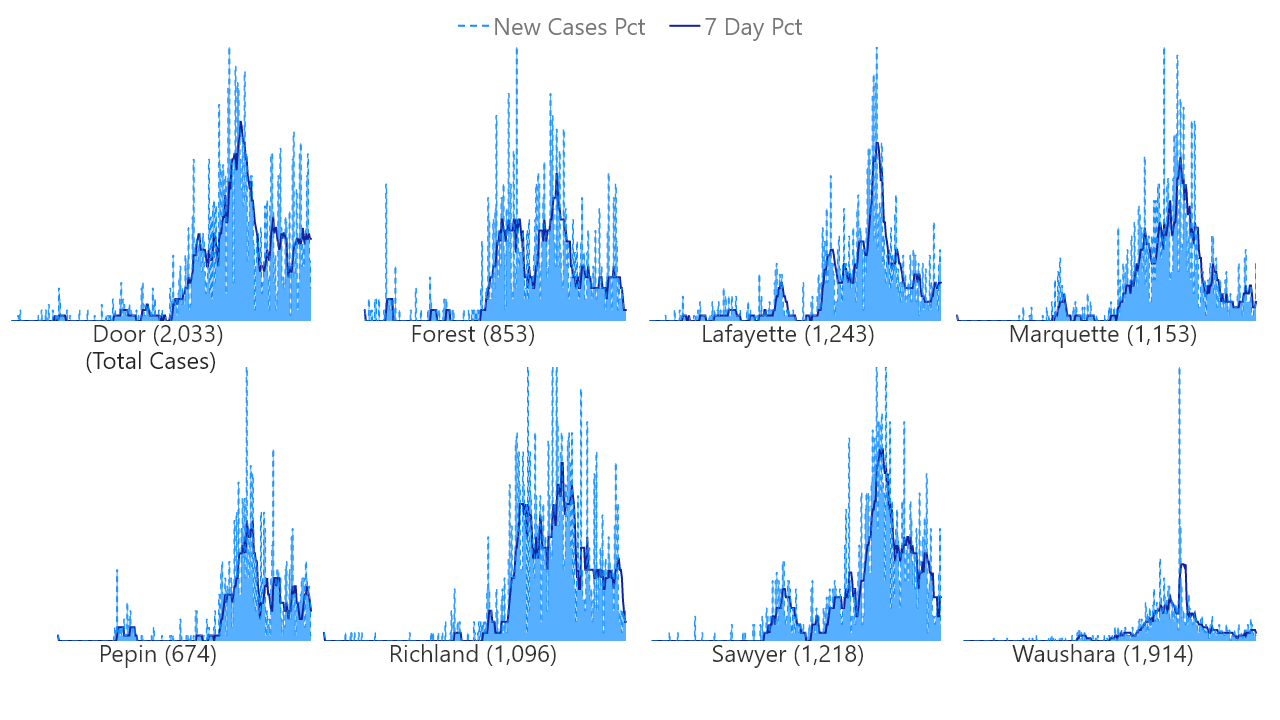 New Cases Pct 7 Day Pct
Door (2,033) Forest (853) Lafayette (1,243) Marquette (1,153)
(Total Cases)
Pepin (674) Richland (1,096) Sawyer (1,218) Waushara (1,914)